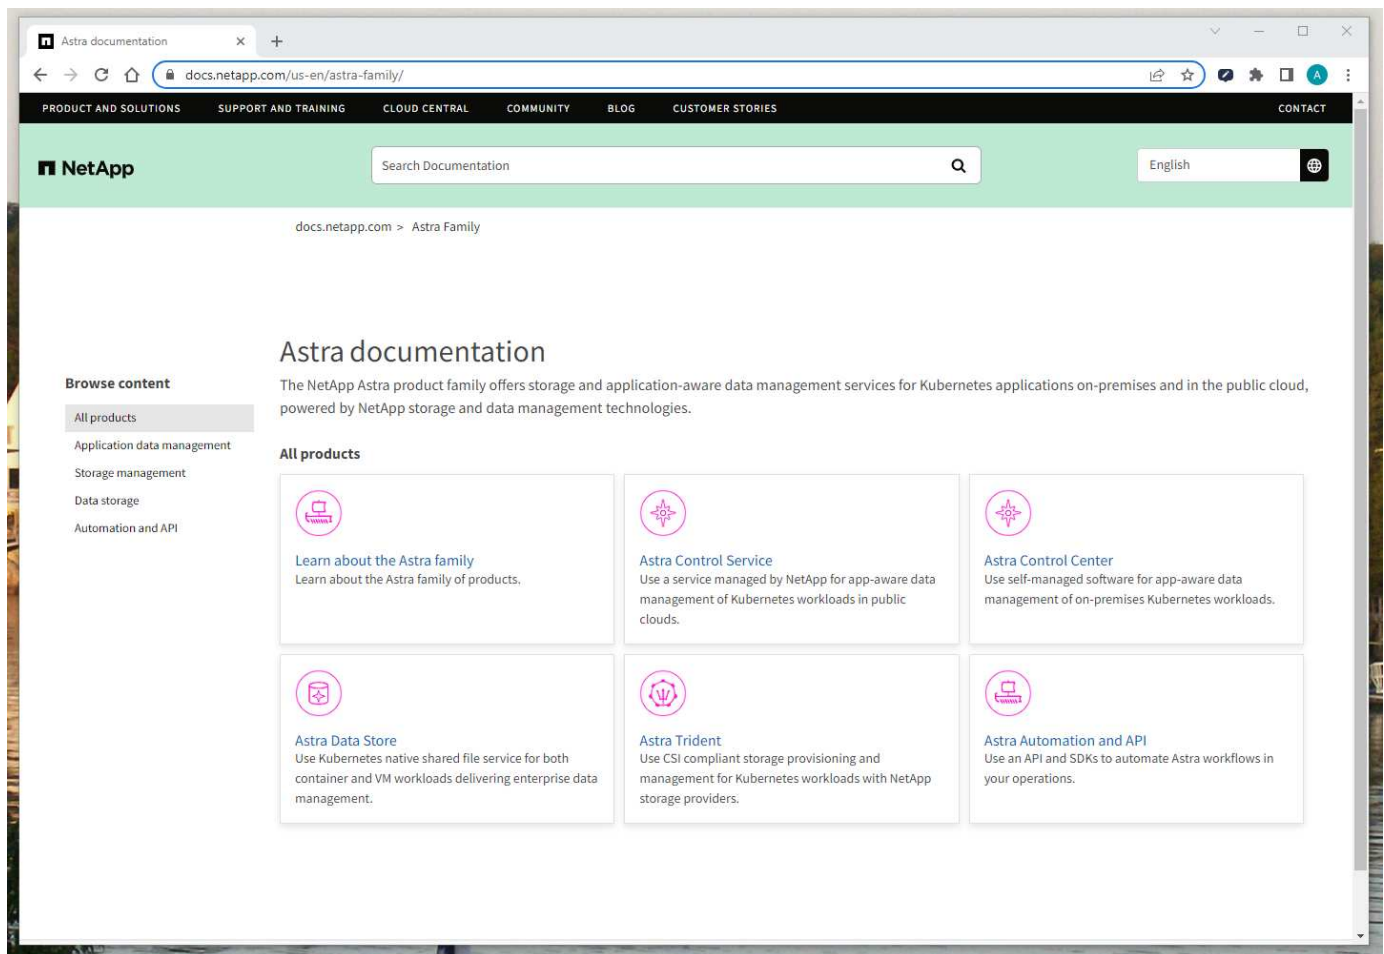 Astra documentation
docs.netapp.com/us-en/astra-family/
A
PRODUCT AND SOLUTIONS SUPPORT AND TRAINING CLOUD CENTRAL COMMUNITY BLOG CUSTOMER STORIES CONTACT
NetApp
Search Documentation
English
docs.netapp.com > Astra Family
Astra documentation
The NetApp Astra product family offers storage and application-aware data management services for Kubernetes applications on-premises and in the public cloud,
powered by NetApp storage and data management technologies.
Browse content
All products
Application data management
Storage management
Data storage
Automation and API
All products
Learn about the Astra family
Learn about the Astra family of products.
Astra Control Service
Use a service managed by NetApp for app-aware data
management of Kubernetes workloads in public
clouds.
Astra Control Center
Use self-managed software for app-aware data
management of on-premises Kubernetes workloads.
Astra Data Store
Use Kubernetes native shared file service for both
container and VM workloads delivering enterprise data
management.
Astra Trident
Use CSI compliant storage provisioning and
management for Kubernetes workloads with NetApp
storage providers.
Astra Automation and API
Use an API and SDKs to automate Astra workflows in
your operations.